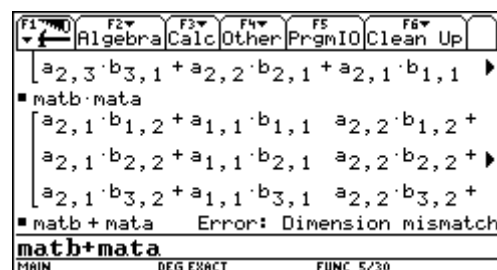 F1 F2 F3 F4 F5 F6
Algebra Calc Other PrgmIO Clean Up
[a2,3·b3,1 + a2,2·b2,1 + a2,1·b1,1 ▶
▪ matb·mata
[a2,1·b1,2 + a1,1·b1,1 a2,2·b1,2 +
a2,1·b2,2 + a1,1·b2,1 a2,2·b2,2 + ▶
a2,1·b3,2 + a1,1·b3,1 a2,2·b3,2 +
▪ matb + mata Error: Dimension mismatch
matb+mata
MAIN DEG EXACT FUNC 5/30